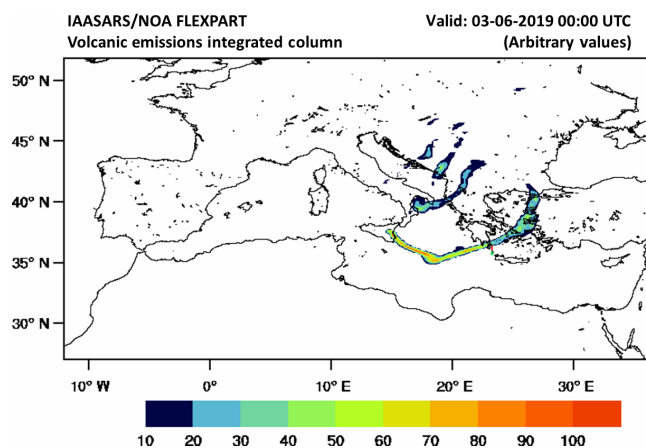 IAASARS/NOA FLEXPART
Valid: 03-06-2019 00:00 UTC
Volcanic emissions integrated column
(Arbitrary values)
50° N
45° N
40° N
35° N
30° N
10° W 0° 10° E 20° E 30° E
10 20 30 40 50 60 70 80 90 100